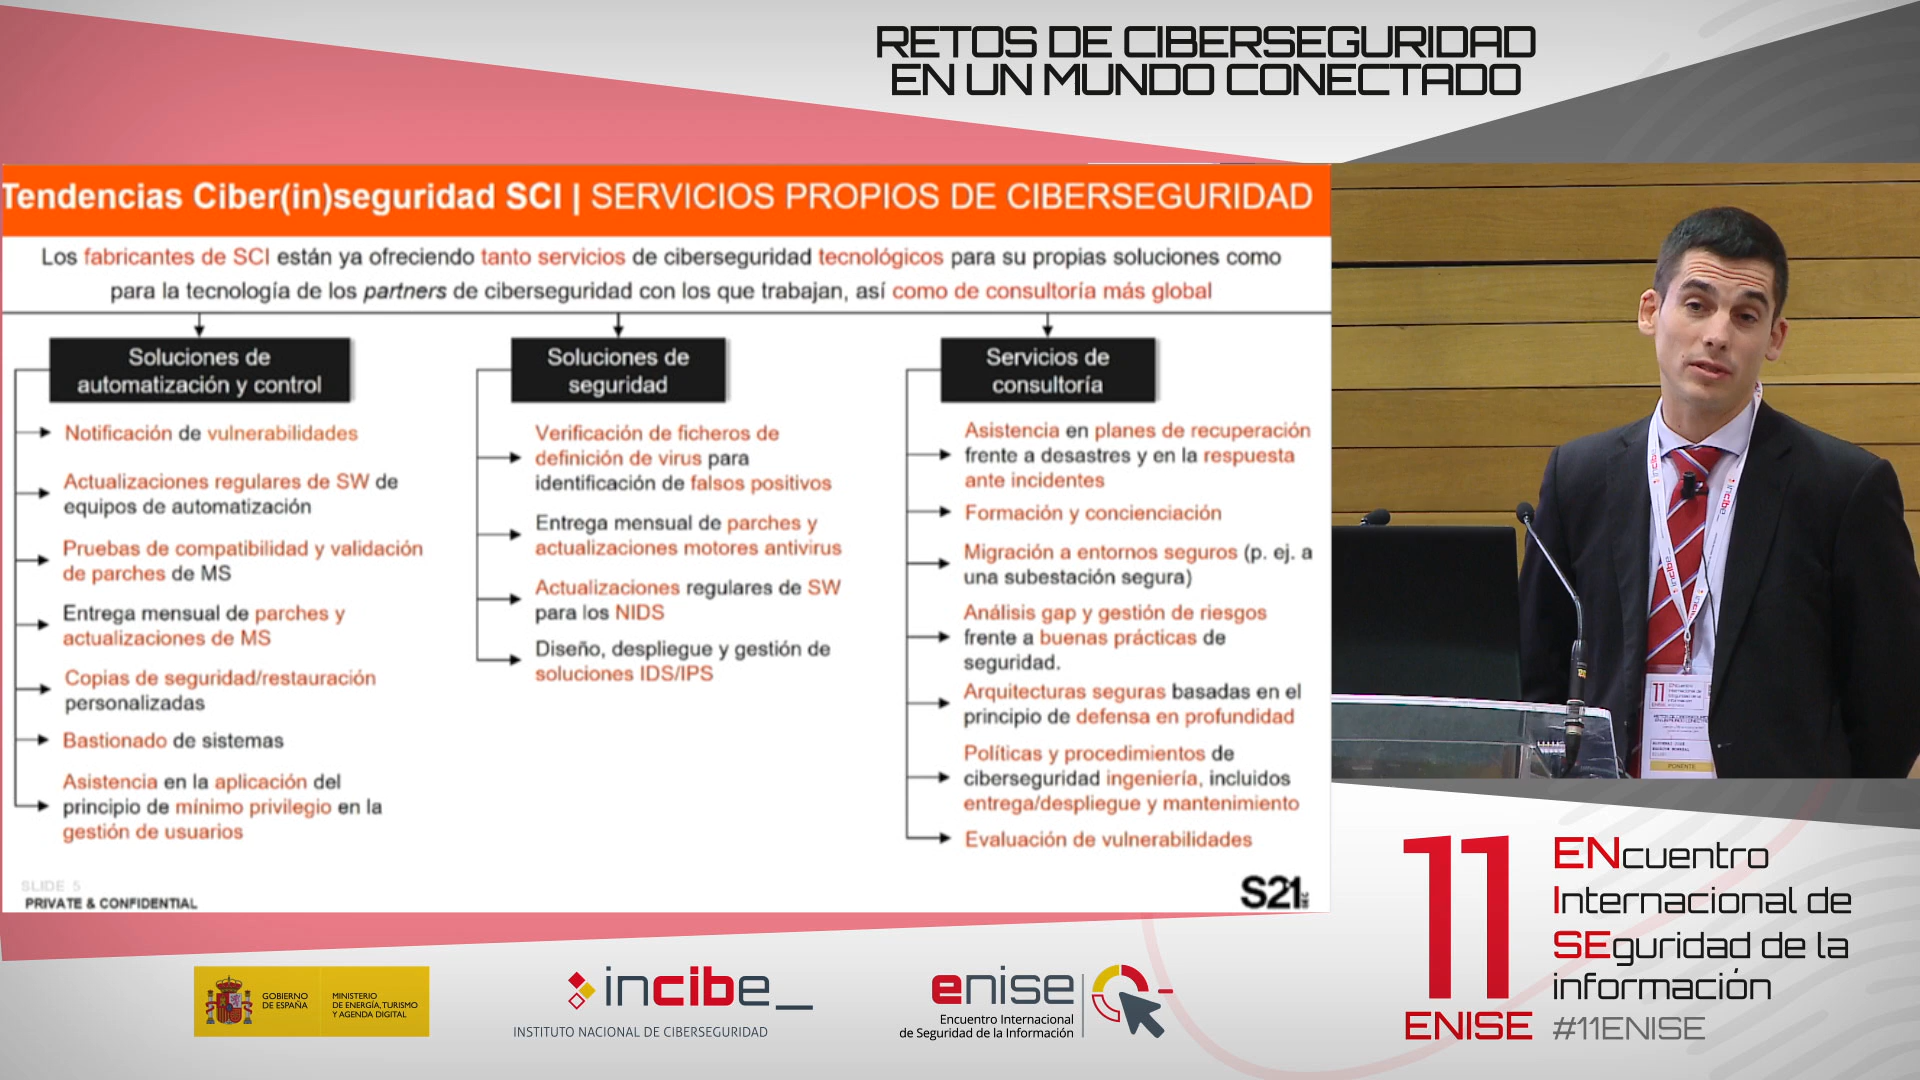 RETOS DE CIBERSEGURIDAD
EN UN MUNDO CONECTADO
Tendencias Ciber(in)seguridad SCI | SERVICIOS PROPIOS DE CIBERSEGURIDAD
Los fabricantes de SCI están ya ofreciendo tanto servicios de ciberseguridad tecnológicos para su propias soluciones como
para la tecnología de los partners de ciberseguridad con los que trabajan, así como de consultoría más global
Soluciones de
automatización y control
Notificación de vulnerabilidades
Actualizaciones regulares de SW de
equipos de automatización
Pruebas de compatibilidad y validación
de parches de MS
Entrega mensual de parches y
actualizaciones de MS
Copias de seguridad/restauración
personalizadas
Bastionado de sistemas
Asistencia en la aplicación del
principio de mínimo privilegio en la
gestión de usuarios
Soluciones de
seguridad
Verificación de ficheros de
definición de virus para
identificación de falsos positivos
Entrega mensual de parches y
actualizaciones motores antivirus
Actualizaciones regulares de SW
para los NIDS
Diseño, despliegue y gestión de
soluciones IDS/IPS
Servicios de
consultoría
Asistencia en planes de recuperación
frente a desastres y en la respuesta
ante incidentes
Formación y concienciación
Migración a entornos seguros (p. ej. a
una subestación segura)
Análisis gap y gestión de riesgos
frente a buenas prácticas de
seguridad.
Arquitecturas seguras basadas en el
principio de defensa en profundidad
Políticas y procedimientos de
ciberseguridad ingeniería, incluidos
entrega/despliegue y mantenimiento
Evaluación de vulnerabilidades
SLIDE 5
PRIVATE & CONFIDENTIAL
S21
SEC
incibe_
11
ENISE
PONENTE
11
ENISE
ENcuentro
Internacional de
SEguridad de la
información
#11ENISE
GOBIERNO
DE ESPAÑA
MINISTERIO
DE ENERGÍA, TURISMO
Y AGENDA DIGITAL
incibe_
INSTITUTO NACIONAL DE CIBERSEGURIDAD
enise
Encuentro Internacional
de Seguridad de la Información